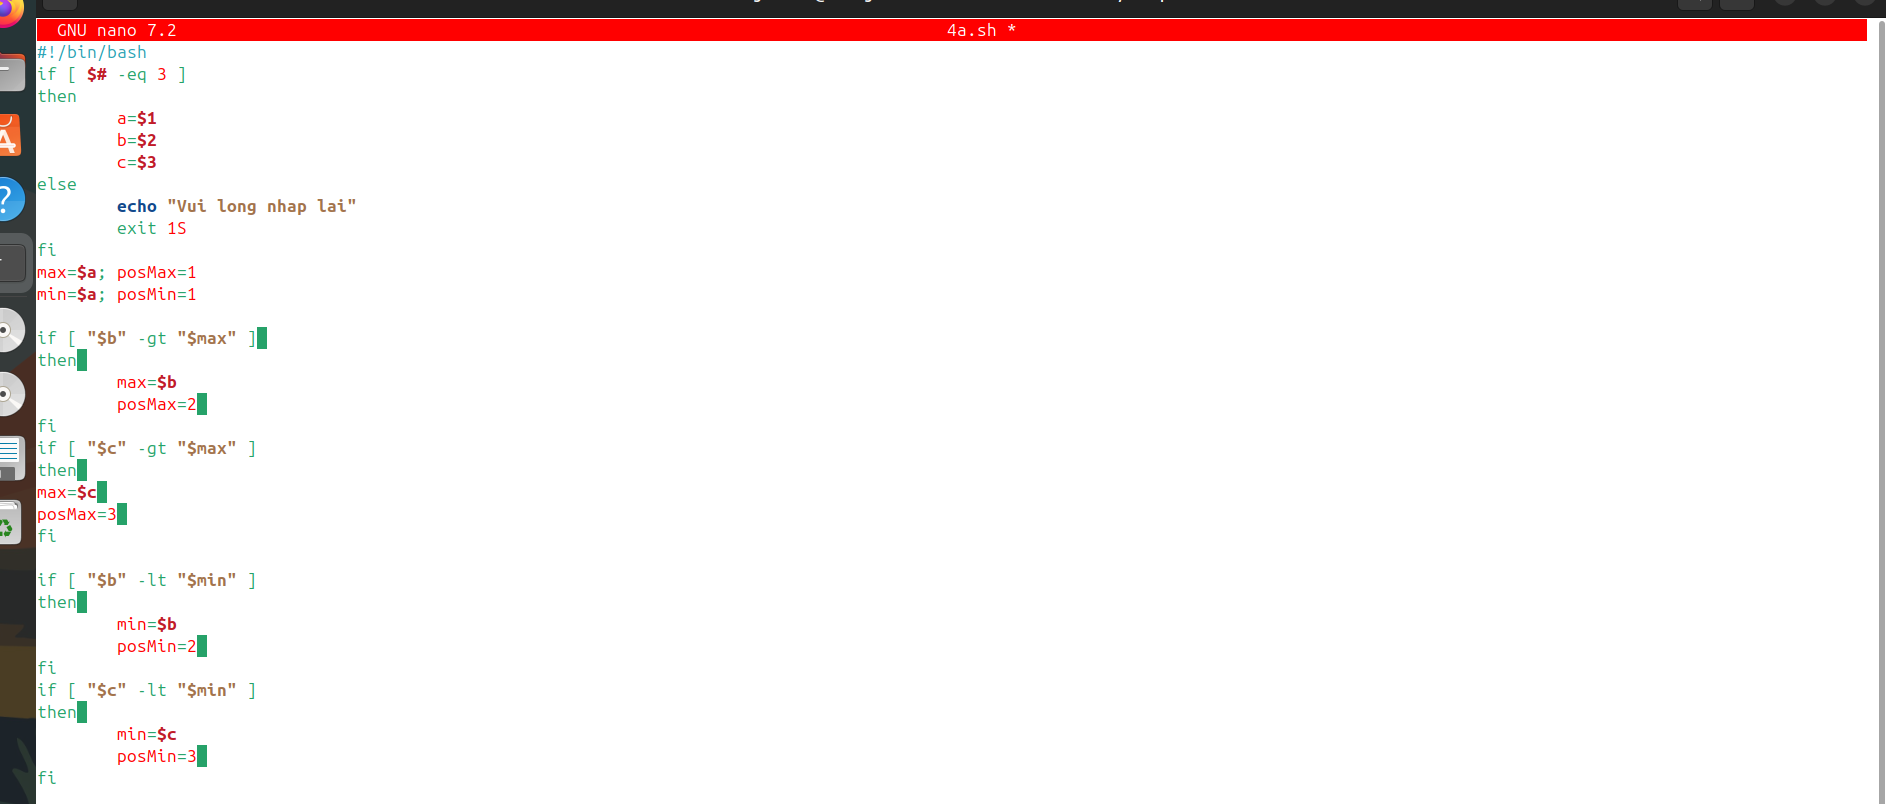 GNU nano 7.2 4a.sh *
#!/bin/bash
if [ $# -eq 3 ]
then
        a=$1
        b=$2
        c=$3
else
        echo "Vui long nhap lai"
        exit 1S
fi
max=$a; posMax=1
min=$a; posMin=1

if [ "$b" -gt "$max" ]
then
        max=$b
        posMax=2
fi
if [ "$c" -gt "$max" ]
then
max=$c
posMax=3
fi

if [ "$b" -lt "$min" ]
then
        min=$b
        posMin=2
fi
if [ "$c" -lt "$min" ]
then
        min=$c
        posMin=3
fi